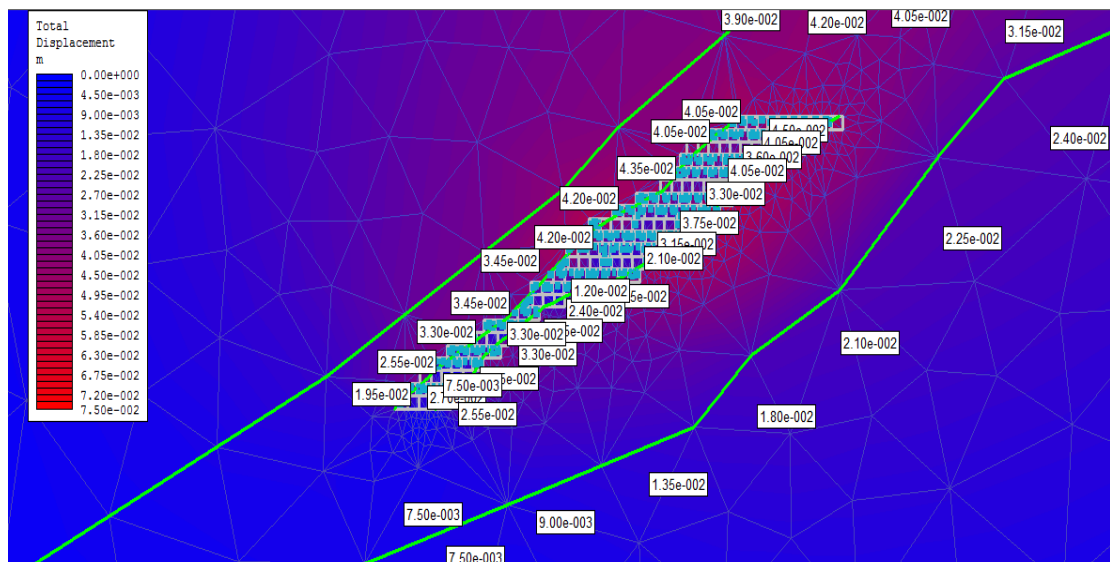 Total
Displacement
m
0.00e+000
4.50e-003
9.00e-003
1.35e-002
1.80e-002
2.25e-002
2.70e-002
3.15e-002
3.60e-002
4.05e-002
4.50e-002
4.95e-002
5.40e-002
5.85e-002
6.30e-002
6.75e-002
7.20e-002
7.50e-002
3.90e-002
4.20e-002
4.05e-002
3.15e-002
2.40e-002
4.05e-002
4.05e-002
4.05e-002
3.60e-002
4.05e-002
4.35e-002
3.30e-002
4.20e-002
3.75e-002
4.20e-002
3.15e-002
2.25e-002
3.45e-002
2.10e-002
1.20e-002
3.45e-002
2.40e-002
3.30e-002
3.30e-002
3.30e-002
2.10e-002
2.55e-002
7.50e-003
1.95e-002
2.55e-002
1.80e-002
1.35e-002
7.50e-003
9.00e-003
7.50e-003